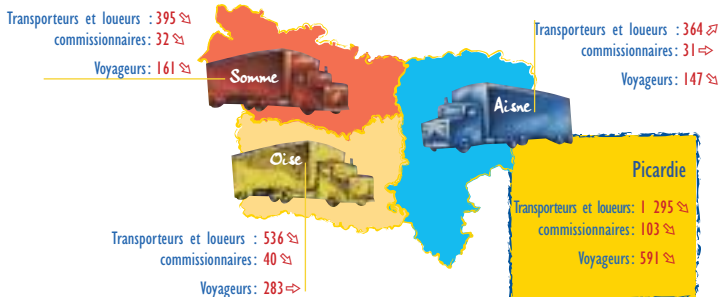 Transporteurs et loueurs : 395 ⇘
commissionnaires: 32 ⇘
Voyageurs: 161 ⇘
Somme
Transporteurs et loueurs : 364 ⇗
commissionnaires: 31 ⇨
Voyageurs: 147 ⇘
Aisne
Oise
Transporteurs et loueurs : 536 ⇘
commissionnaires: 40 ⇘
Voyageurs: 283 ⇨
Picardie
Transporteurs et loueurs: 1 295 ⇘
commissionnaires: 103 ⇘
Voyageurs: 591 ⇘